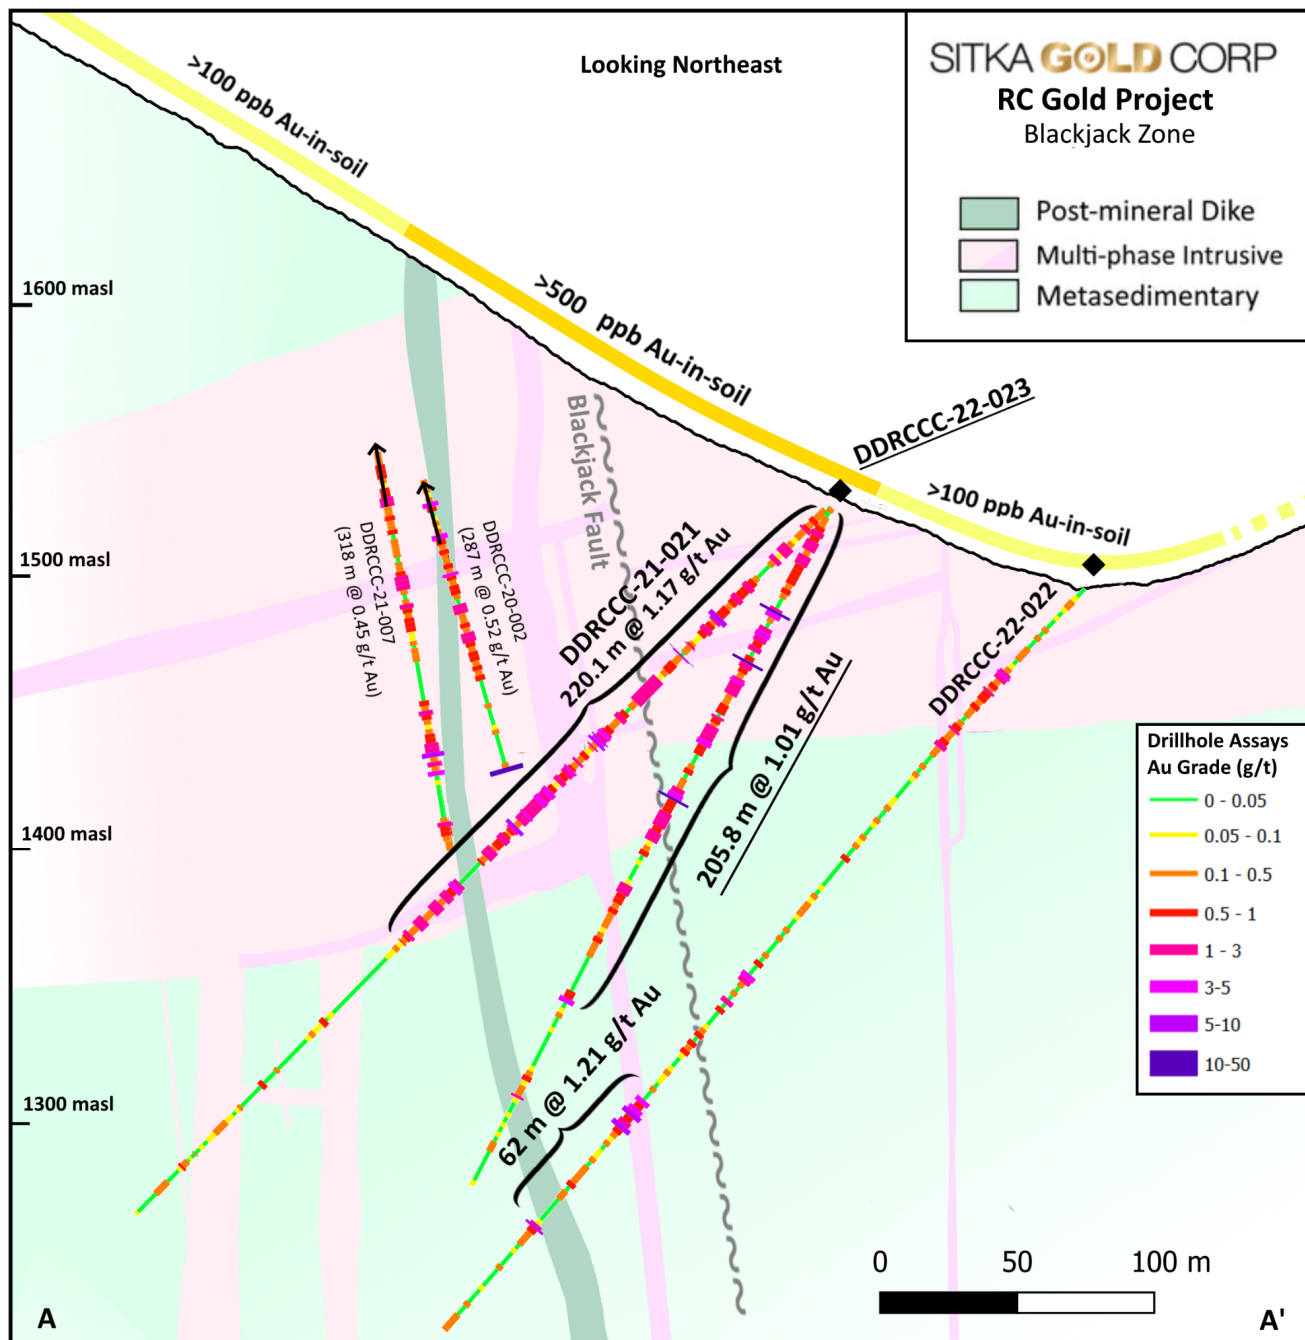 Looking Northeast
SITKA GOLD CORP
RC Gold Project
Blackjack Zone
Post-mineral Dike
Multi-phase Intrusive
Metasedimentary
>100 ppb Au-in-soil
>500 ppb Au-in-soil
>100 ppb Au-in-soil
1600 masl
1500 masl
1400 masl
1300 masl
DDRCCC-22-023
DDRCCC-22-022
Blackjack Fault
DDRCCC-21-007
(318 m @ 0.45 g/t Au)
DDRCCC-20-002
(287 m @ 0.52 g/t Au)
DDRCCC-21-021
220.1 m @ 1.17 g/t Au
205.8 m @ 1.01 g/t Au
62 m @ 1.21 g/t Au
Drillhole Assays
Au Grade (g/t)
0 - 0.05
0.05 - 0.1
0.1 - 0.5
0.5 - 1
1 - 3
3-5
5-10
10-50
0 50 100 m
A A'